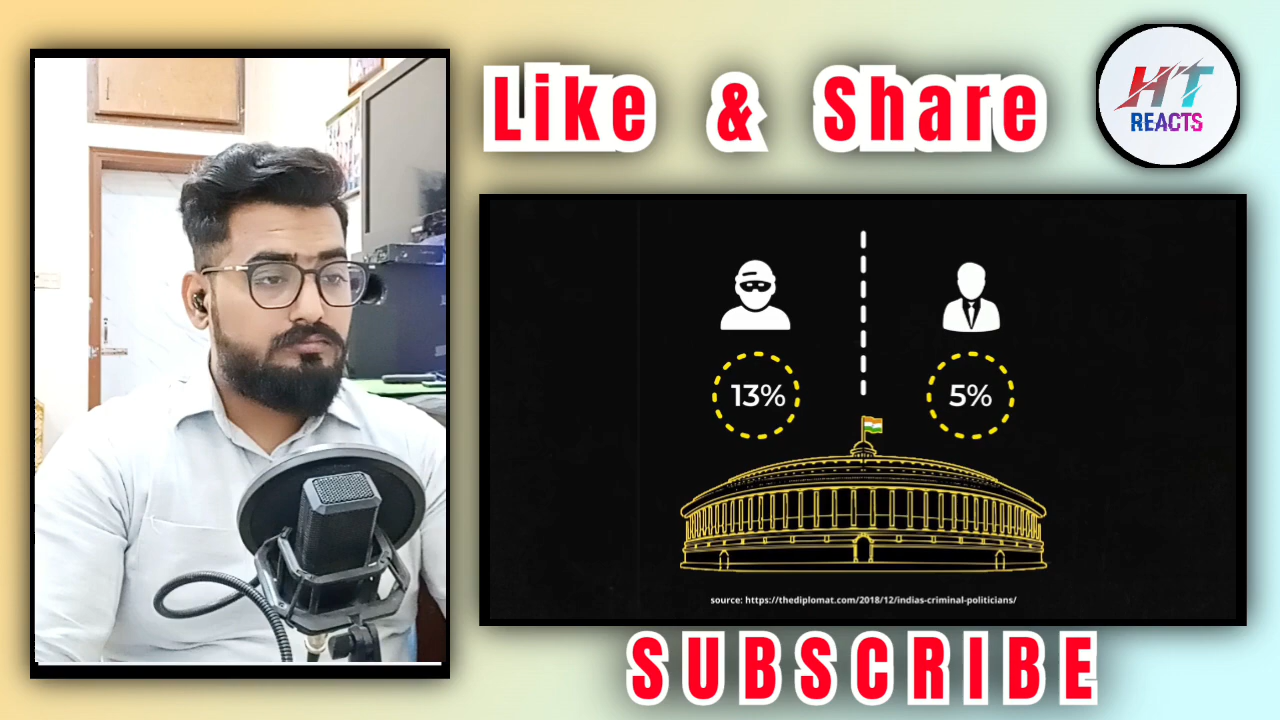 Like & Share
HT
REACTS
13%
5%
source: https://thediplomat.com/2018/12/indias-criminal-politicians/
SUBSCRIBE